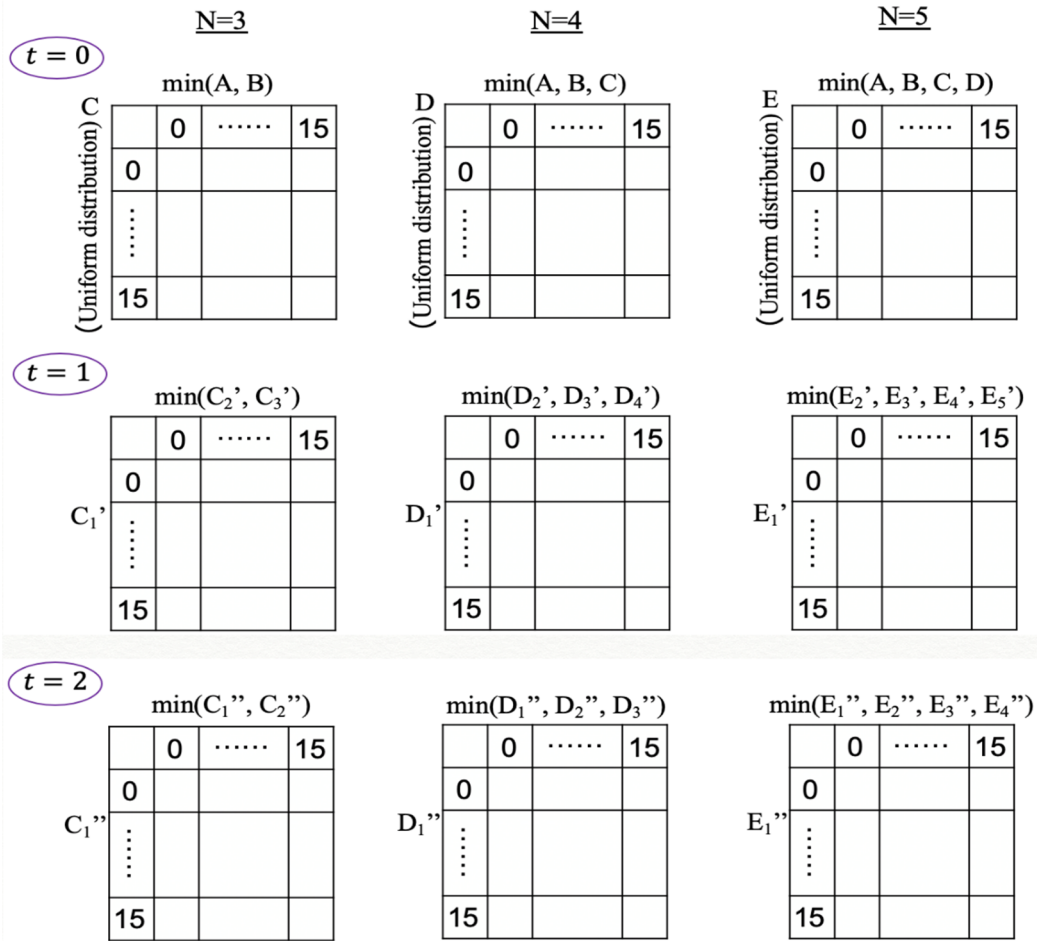 N=3 N=4 N=5
t = 0
min(A, B) min(A, B, C) min(A, B, C, D)
(Uniform distribution) C (Uniform distribution) D (Uniform distribution) E
0 ...... 15 0 ...... 15 0 ...... 15
0 0 0
...... ...... ......
15 15 15
t = 1
min(C₂’, C₃’) min(D₂’, D₃’, D₄’) min(E₂’, E₃’, E₄’, E₅’)
0 ...... 15 0 ...... 15 0 ...... 15
0 0 0
C₁’ ...... D₁’ ...... E₁’ ......
15 15 15
t = 2
min(C₁”, C₂”) min(D₁”, D₂”, D₃”) min(E₁”, E₂”, E₃”, E₄”)
0 ...... 15 0 ...... 15 0 ...... 15
0 0 0
C₁” ...... D₁” ...... E₁” ......
15 15 15